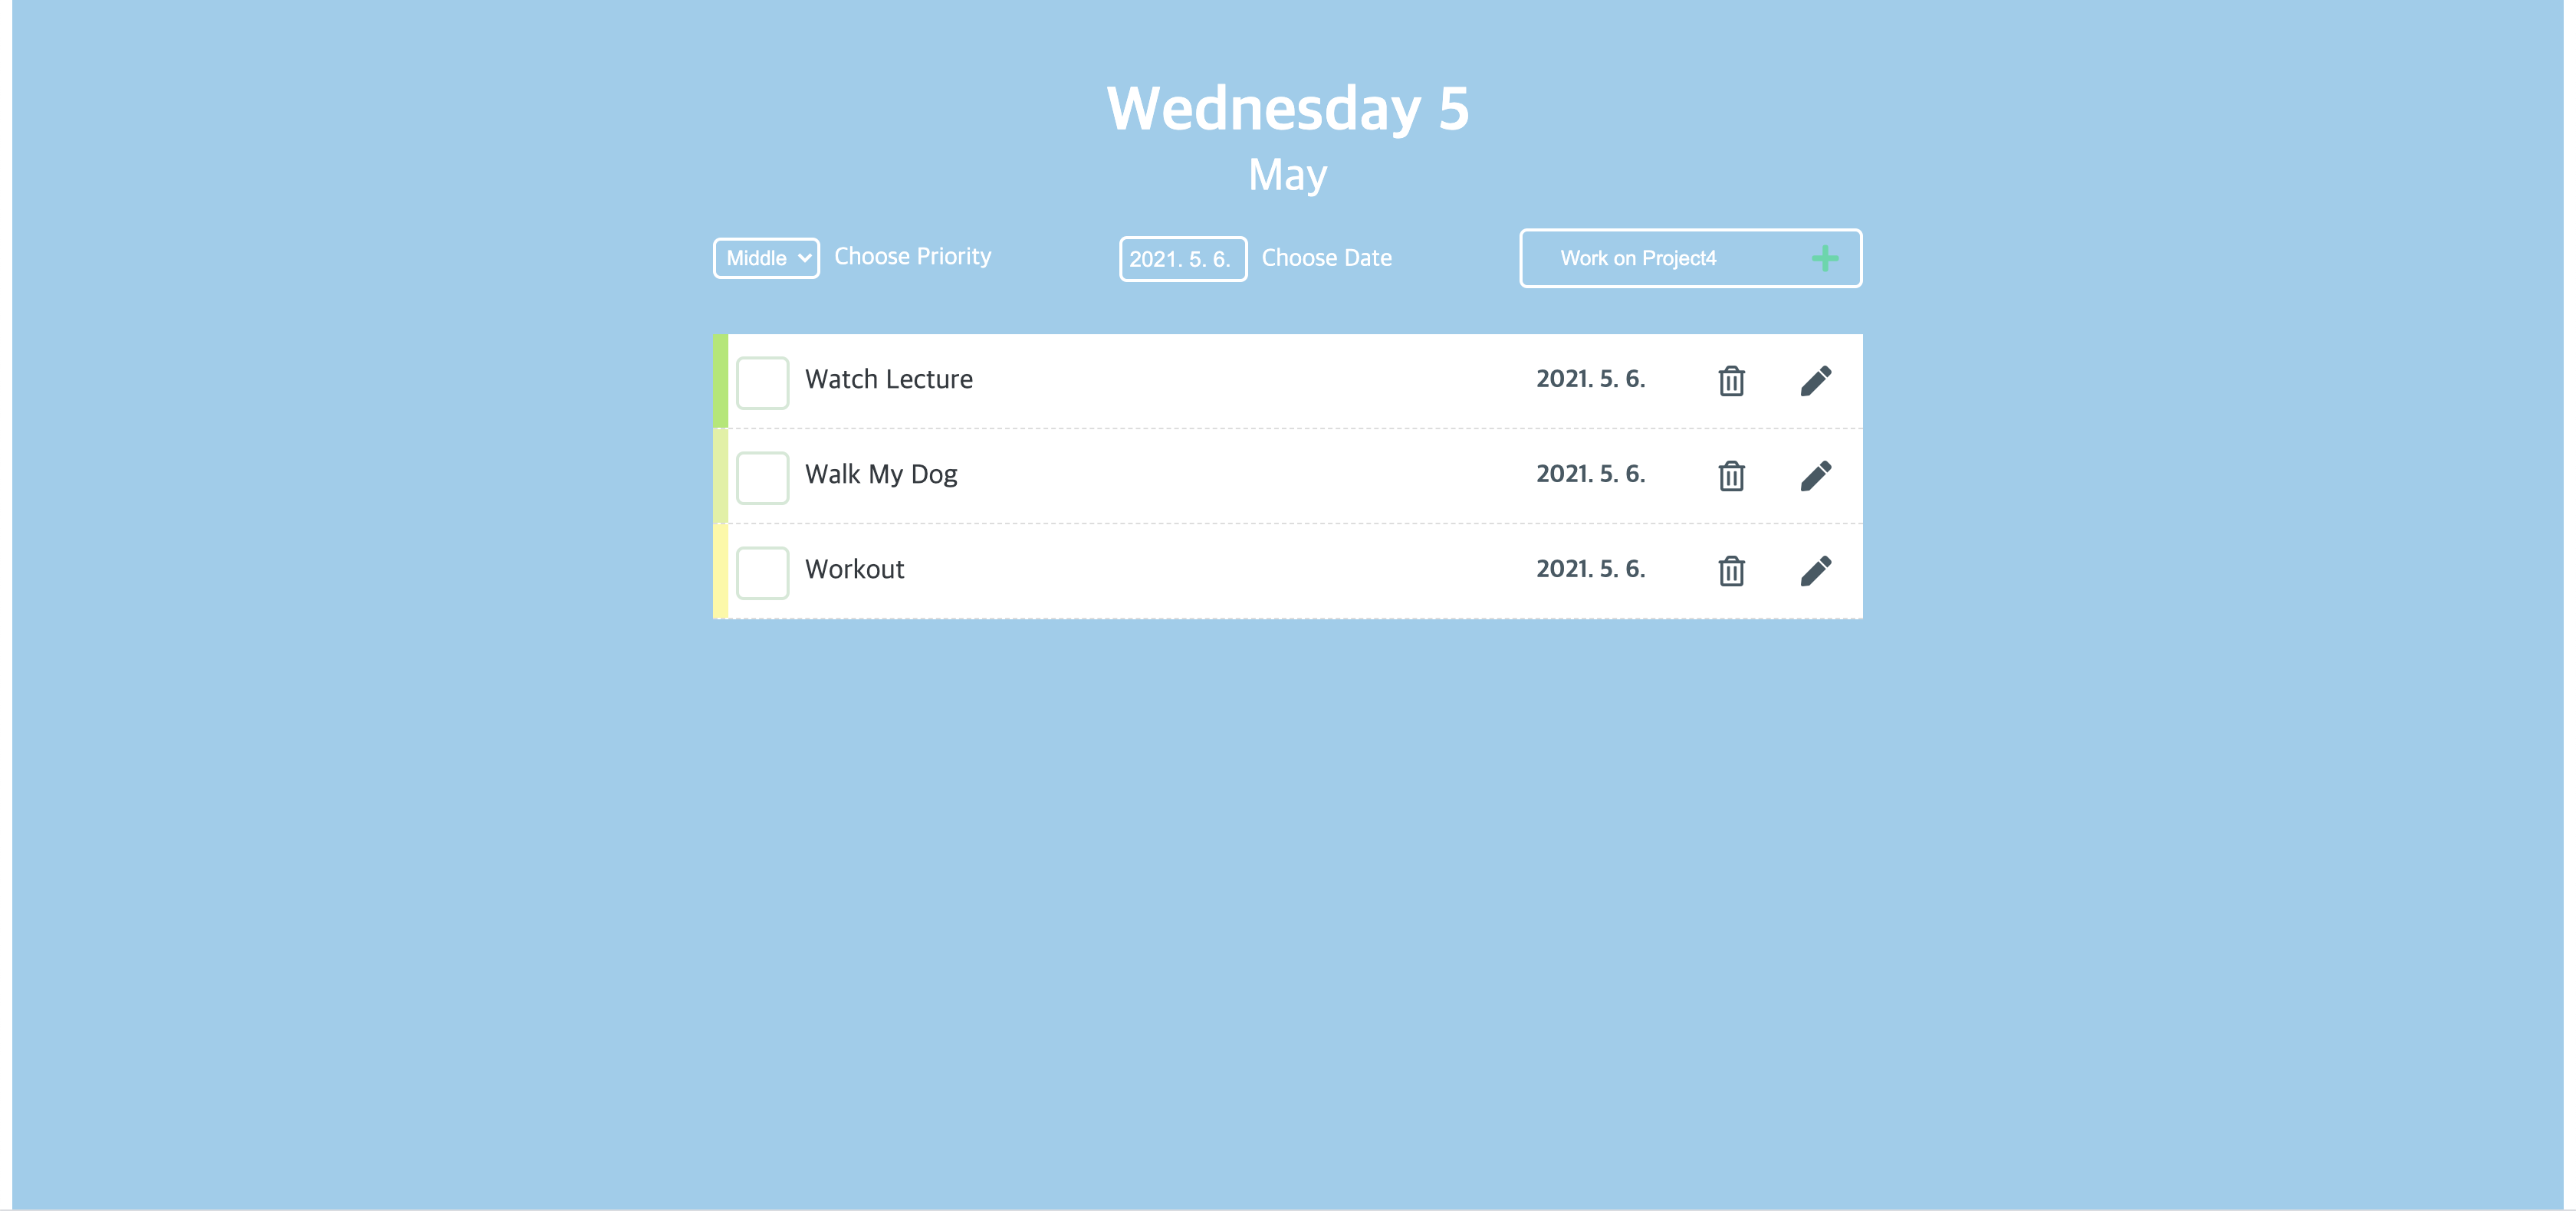 Wednesday 5
May
Middle Choose Priority 2021. 5. 6. Choose Date Work on Project4
Watch Lecture 2021. 5. 6.
Walk My Dog 2021. 5. 6.
Workout 2021. 5. 6.